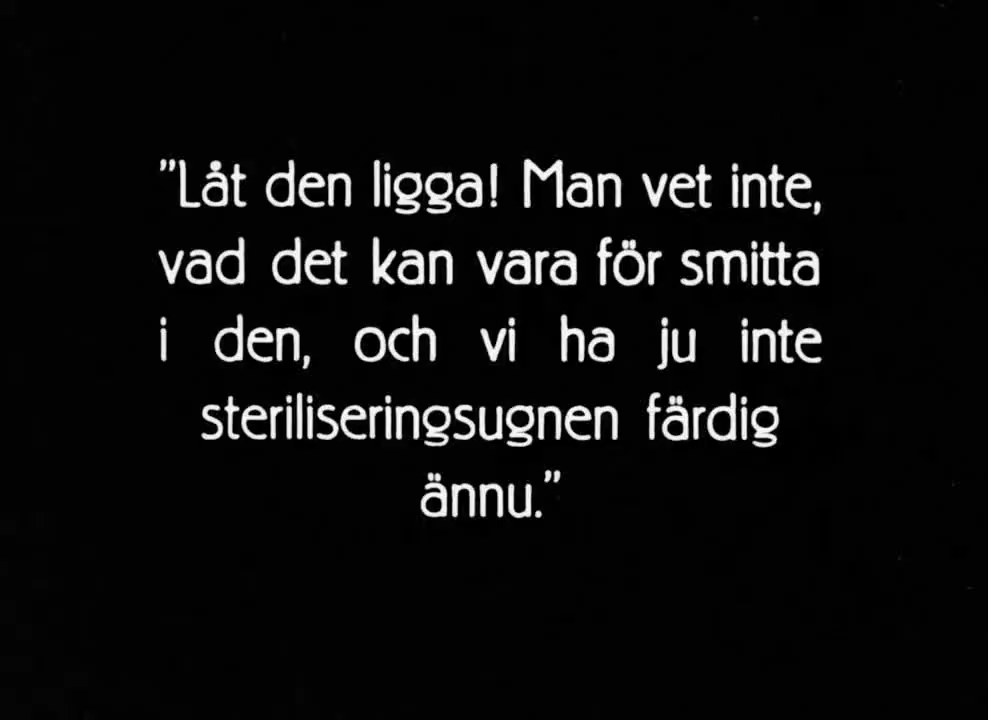 "Låt den ligga! Man vet inte,
vad det kan vara för smitta
i den, och vi ha ju inte
steriliseringsugnen färdig
ännu."